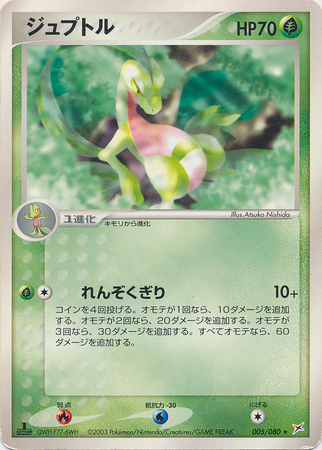 ジュプトル HP70
Illus.Atsuko Nishida
1進化 キモリから進化
れんぞくぎり 10+
コインを4回投げる。オモテが1回なら、10ダメージを追加
する。オモテが2回なら、20ダメージを追加する。オモテが
3回なら、30ダメージを追加する。すべてオモテなら、60
ダメージを追加する。
弱点 抵抗力 -30 にげる
1 EDITION QWH-F77-6WH ©2003 Pokémon/Nintendo/Creatures/GAME FREAK 005/080